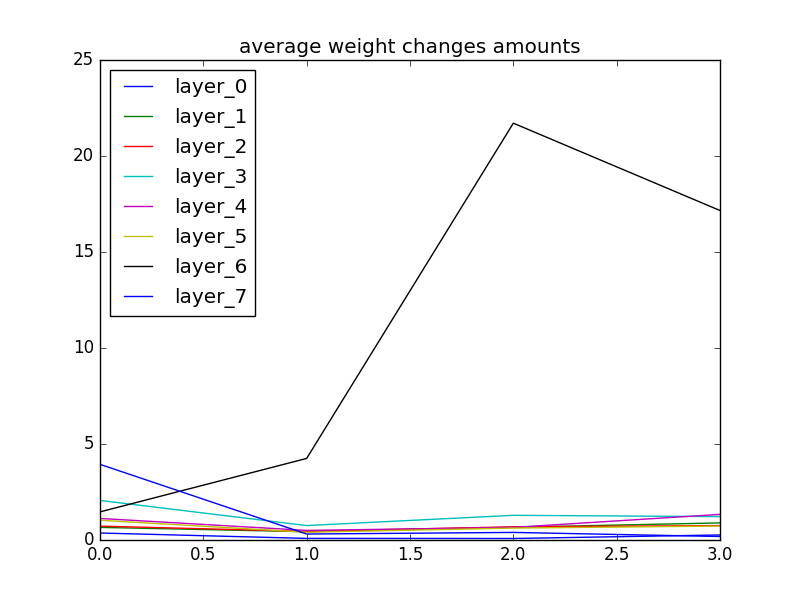 average weight changes amounts
25
20
15
10
5
0
layer_0
layer_1
layer_2
layer_3
layer_4
layer_5
layer_6
layer_7
0.0 0.5 1.0 1.5 2.0 2.5 3.0